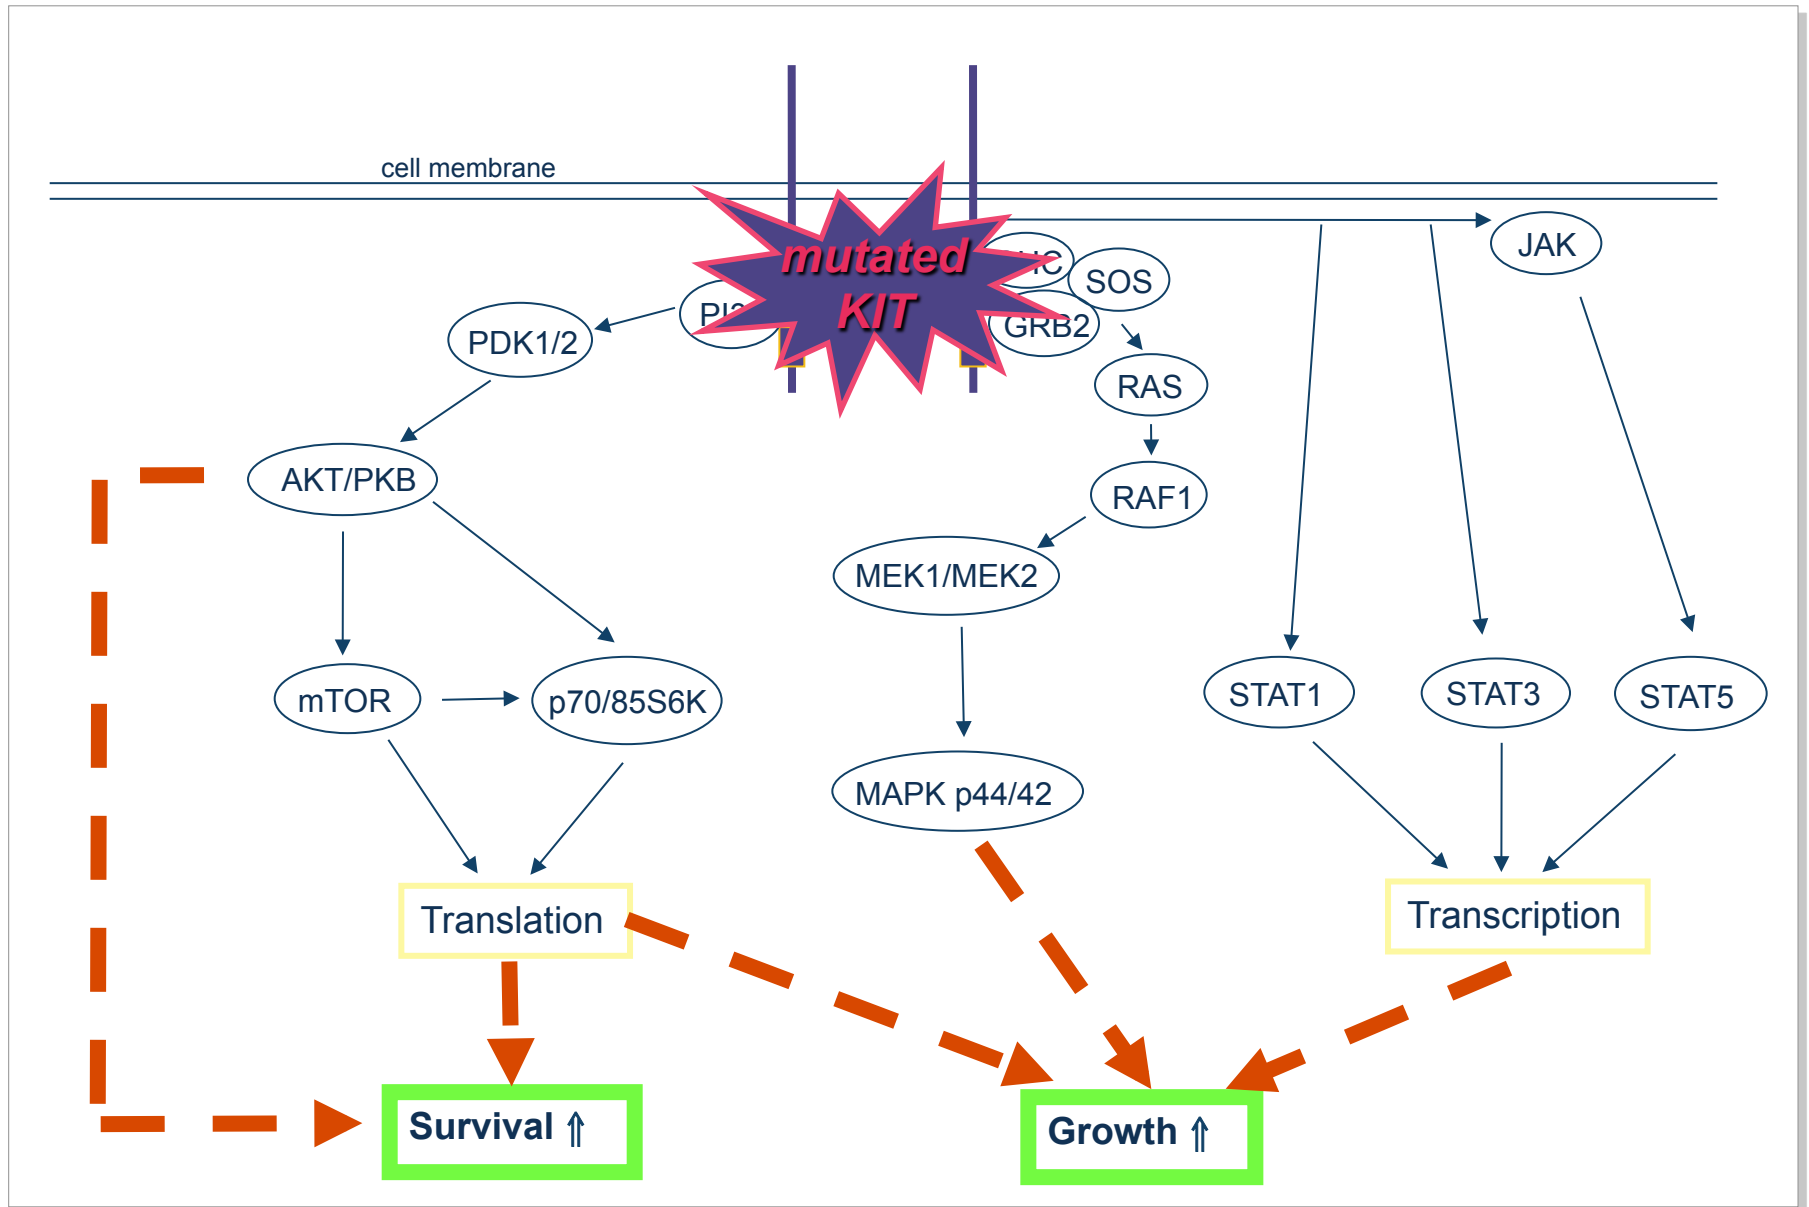 cell membrane
mutated
KIT
JAK
SOS
GRB2
PDK1/2
RAS
AKT/PKB
RAF1
MEK1/MEK2
mTOR
p70/85S6K
STAT1
STAT3
STAT5
MAPK p44/42
Translation
Transcription
Survival ⇑
Growth ⇑